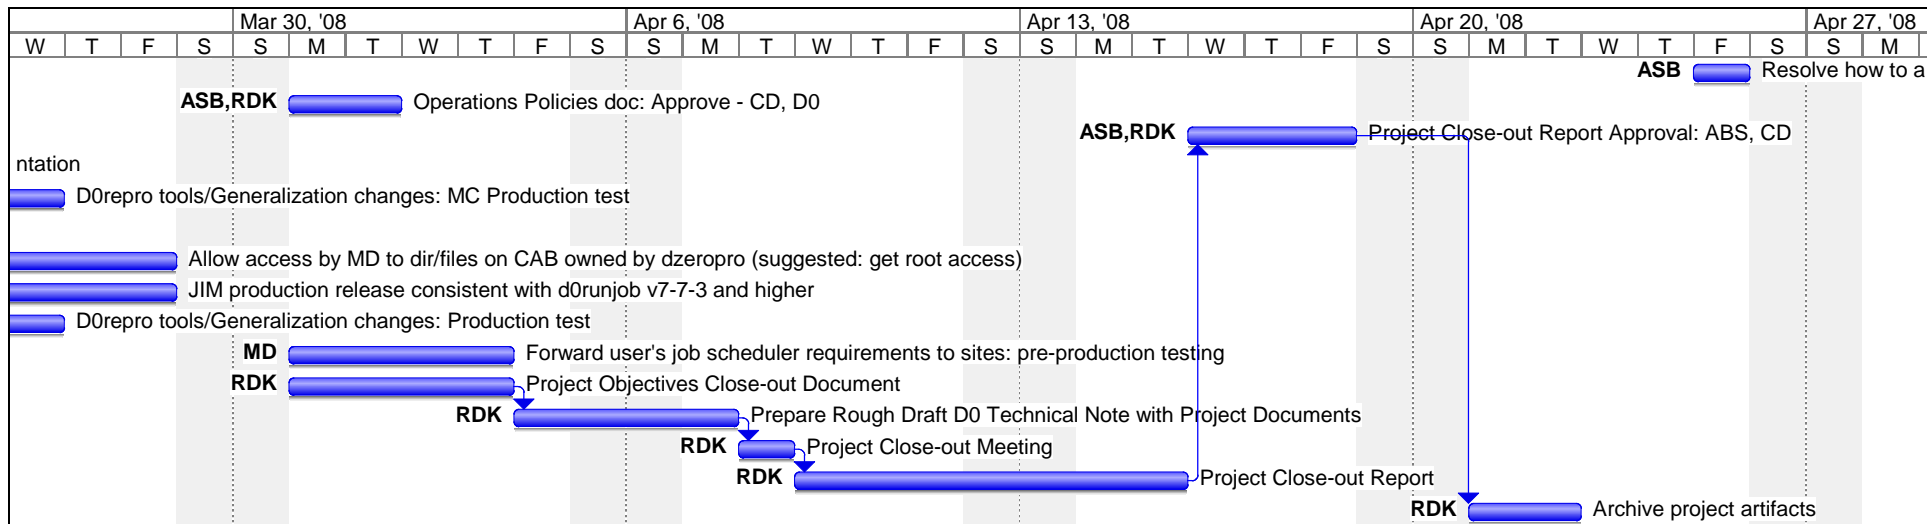 Mar 30, '08 Apr 6, '08 Apr 13, '08 Apr 20, '08 Apr 27, '08
W T F S S M T W T F S S M T W T F S S M T W T F S S M T W T F S S M
ASB Resolve how to a
ASB,RDK Operations Policies doc: Approve - CD, D0
ASB,RDK Project Close-out Report Approval: ABS, CD
ntation
D0repro tools/Generalization changes: MC Production test
Allow access by MD to dir/files on CAB owned by dzeropro (suggested: get root access)
JIM production release consistent with d0runjob v7-7-3 and higher
D0repro tools/Generalization changes: Production test
MD Forward user's job scheduler requirements to sites: pre-production testing
RDK Project Objectives Close-out Document
RDK Prepare Rough Draft D0 Technical Note with Project Documents
RDK Project Close-out Meeting
RDK Project Close-out Report
RDK Archive project artifacts